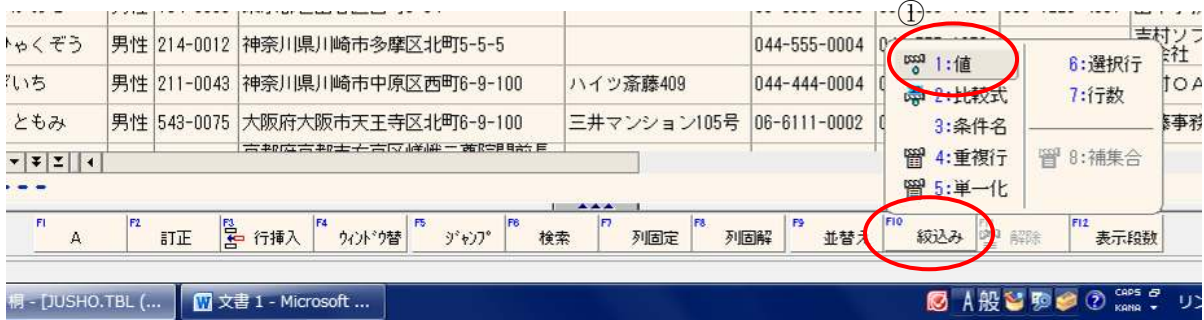 ①
ゃくぞう 男性 214-0012 神奈川県川崎市多摩区北町5-5-5 044-555-0004
吉村ソフ
会社
いち 男性 211-0043 神奈川県川崎市中原区西町6-9-100 ハイツ斎藤409 044-444-0004
ともみ 男性 543-0075 大阪府大阪市天王寺区北町6-9-100 三井マンション105号 06-6111-0002
1:値 6:選択行
2:比較式 7:行数
3:条件名
4:重複行 8:補集合
5:単一化
F1 A F2 訂正 F3 行挿入 F4 ウィンドウ替 F5 ジャンプ F6 検索 F7 列固定 F8 列固解 F9 並替え F10 絞込み 解除 F12 表示段数
桐 - [JUSHO.TBL (... 文書 1 - Microsoft ... A 般 CAPS KANA リン